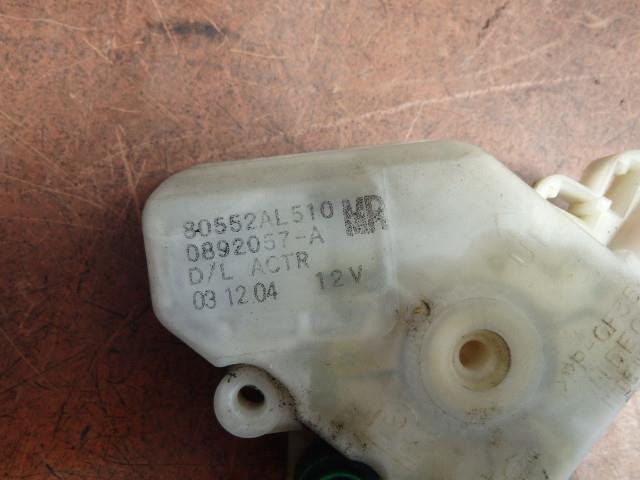 80552AL510 MR
0892057-A
D/L ACTR
03 12 04 12V